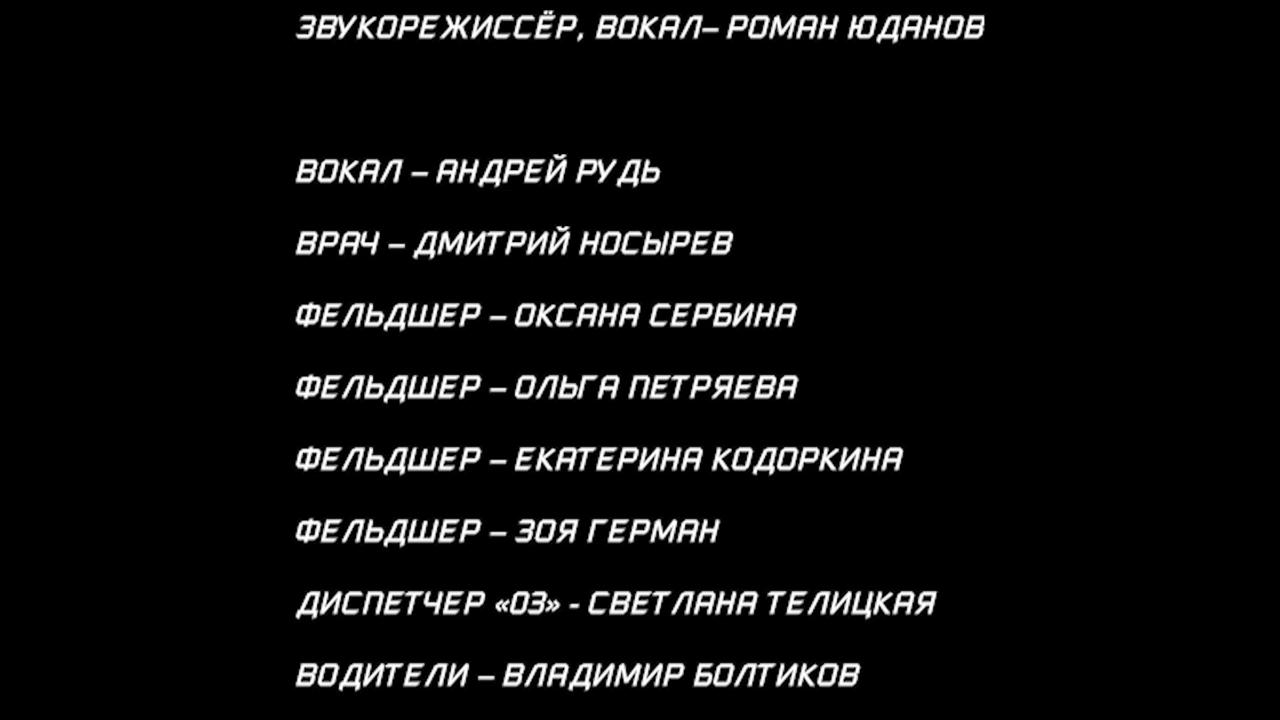 ЗВУКОРЕЖИССЁР, ВОКАЛ– РОМАН ЮДАНОВ
ВОКАЛ – АНДРЕЙ РУДЬ
ВРАЧ – ДМИТРИЙ НОСЫРЕВ
ФЕЛЬДШЕР – ОКСАНА СЕРБИНА
ФЕЛЬДШЕР – ОЛЬГА ПЕТРЯЕВА
ФЕЛЬДШЕР – ЕКАТЕРИНА КОДОРКИНА
ФЕЛЬДШЕР – ЗОЯ ГЕРМАН
ДИСПЕТЧЕР «03» - СВЕТЛАНА ТЕЛИЦКАЯ
ВОДИТЕЛИ – ВЛАДИМИР БОЛТИКОВ